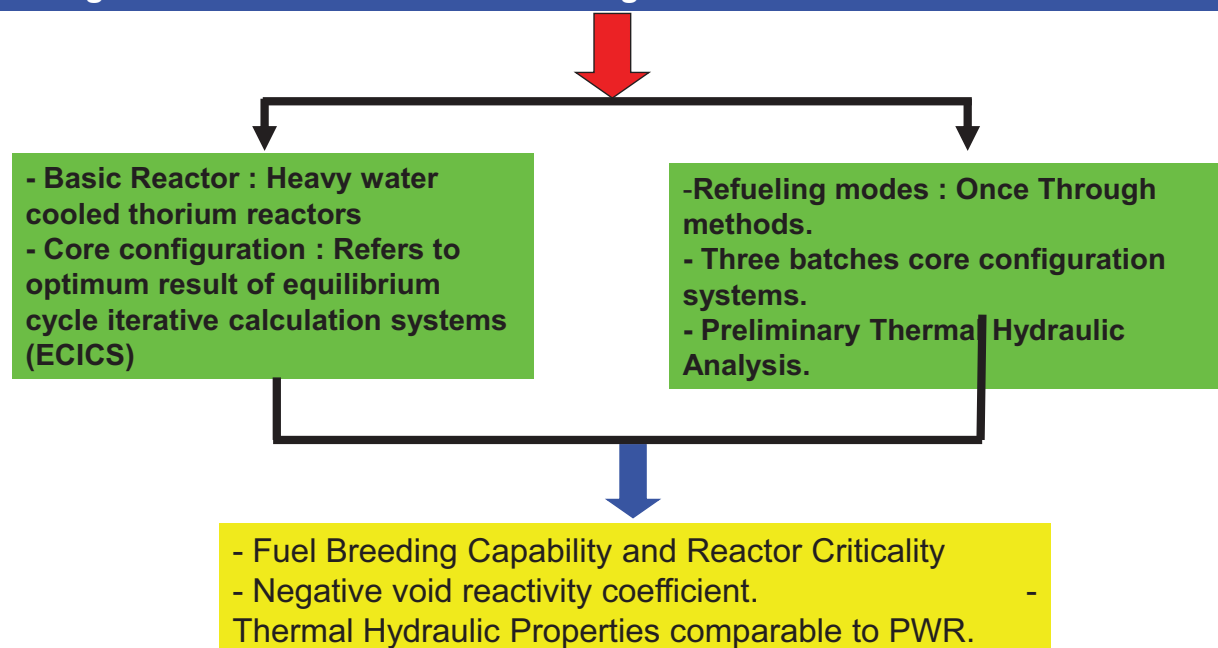 - Basic Reactor : Heavy water
cooled thorium reactors
- Core configuration : Refers to
optimum result of equilibrium
cycle iterative calculation systems
(ECICS)
-Refueling modes : Once Through
methods.
- Three batches core configuration
systems.
- Preliminary Thermal Hydraulic
Analysis.
- Fuel Breeding Capability and Reactor Criticality
- Negative void reactivity coefficient. -
Thermal Hydraulic Properties comparable to PWR.